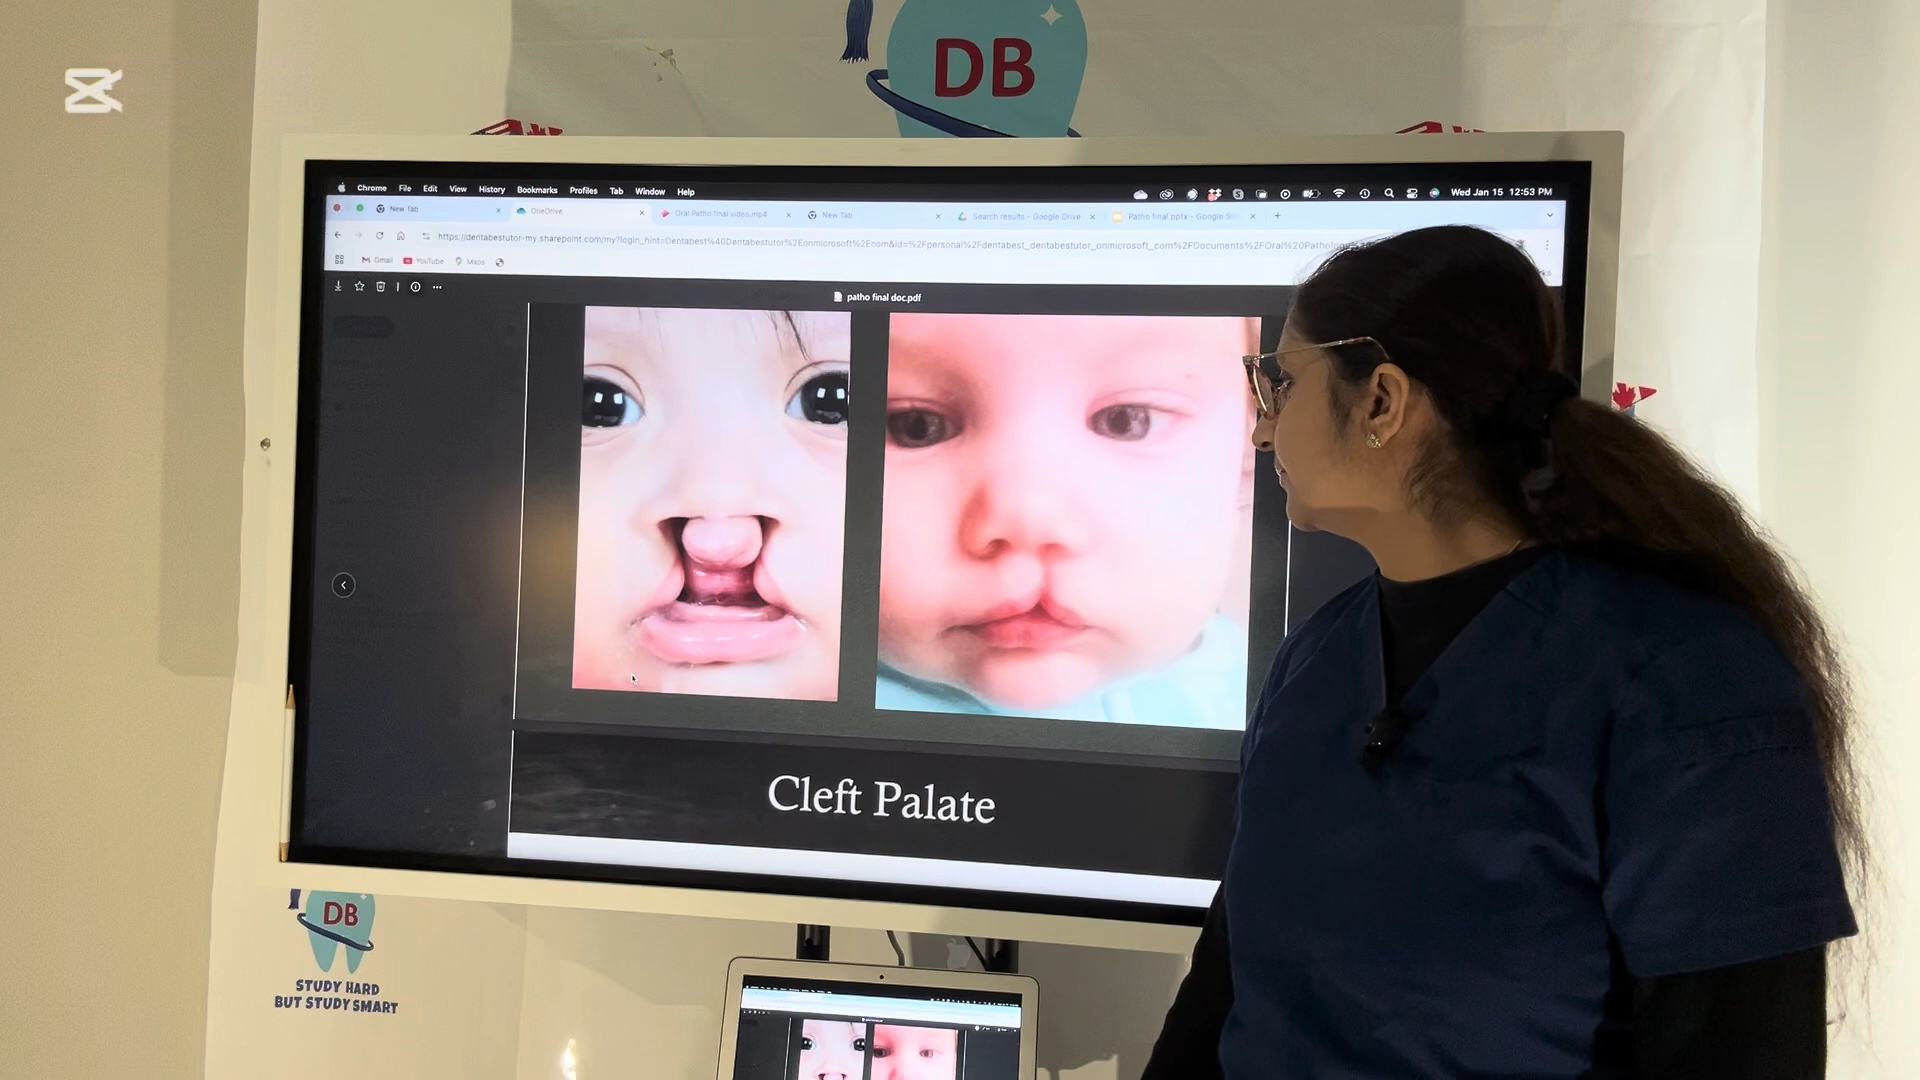 DB
Chrome File Edit View History Bookmarks Profiles Tab Window Help
Wed Jan 15 12:53 PM
New Tab
OneDrive
Oral Patho final video.mp4
New Tab
Search results - Google Drive
Patho final.pptx - Google Sli
Gmail YouTube Maps
patho final doc.pdf
Cleft Palate
DB
STUDY HARD
BUT STUDY SMART